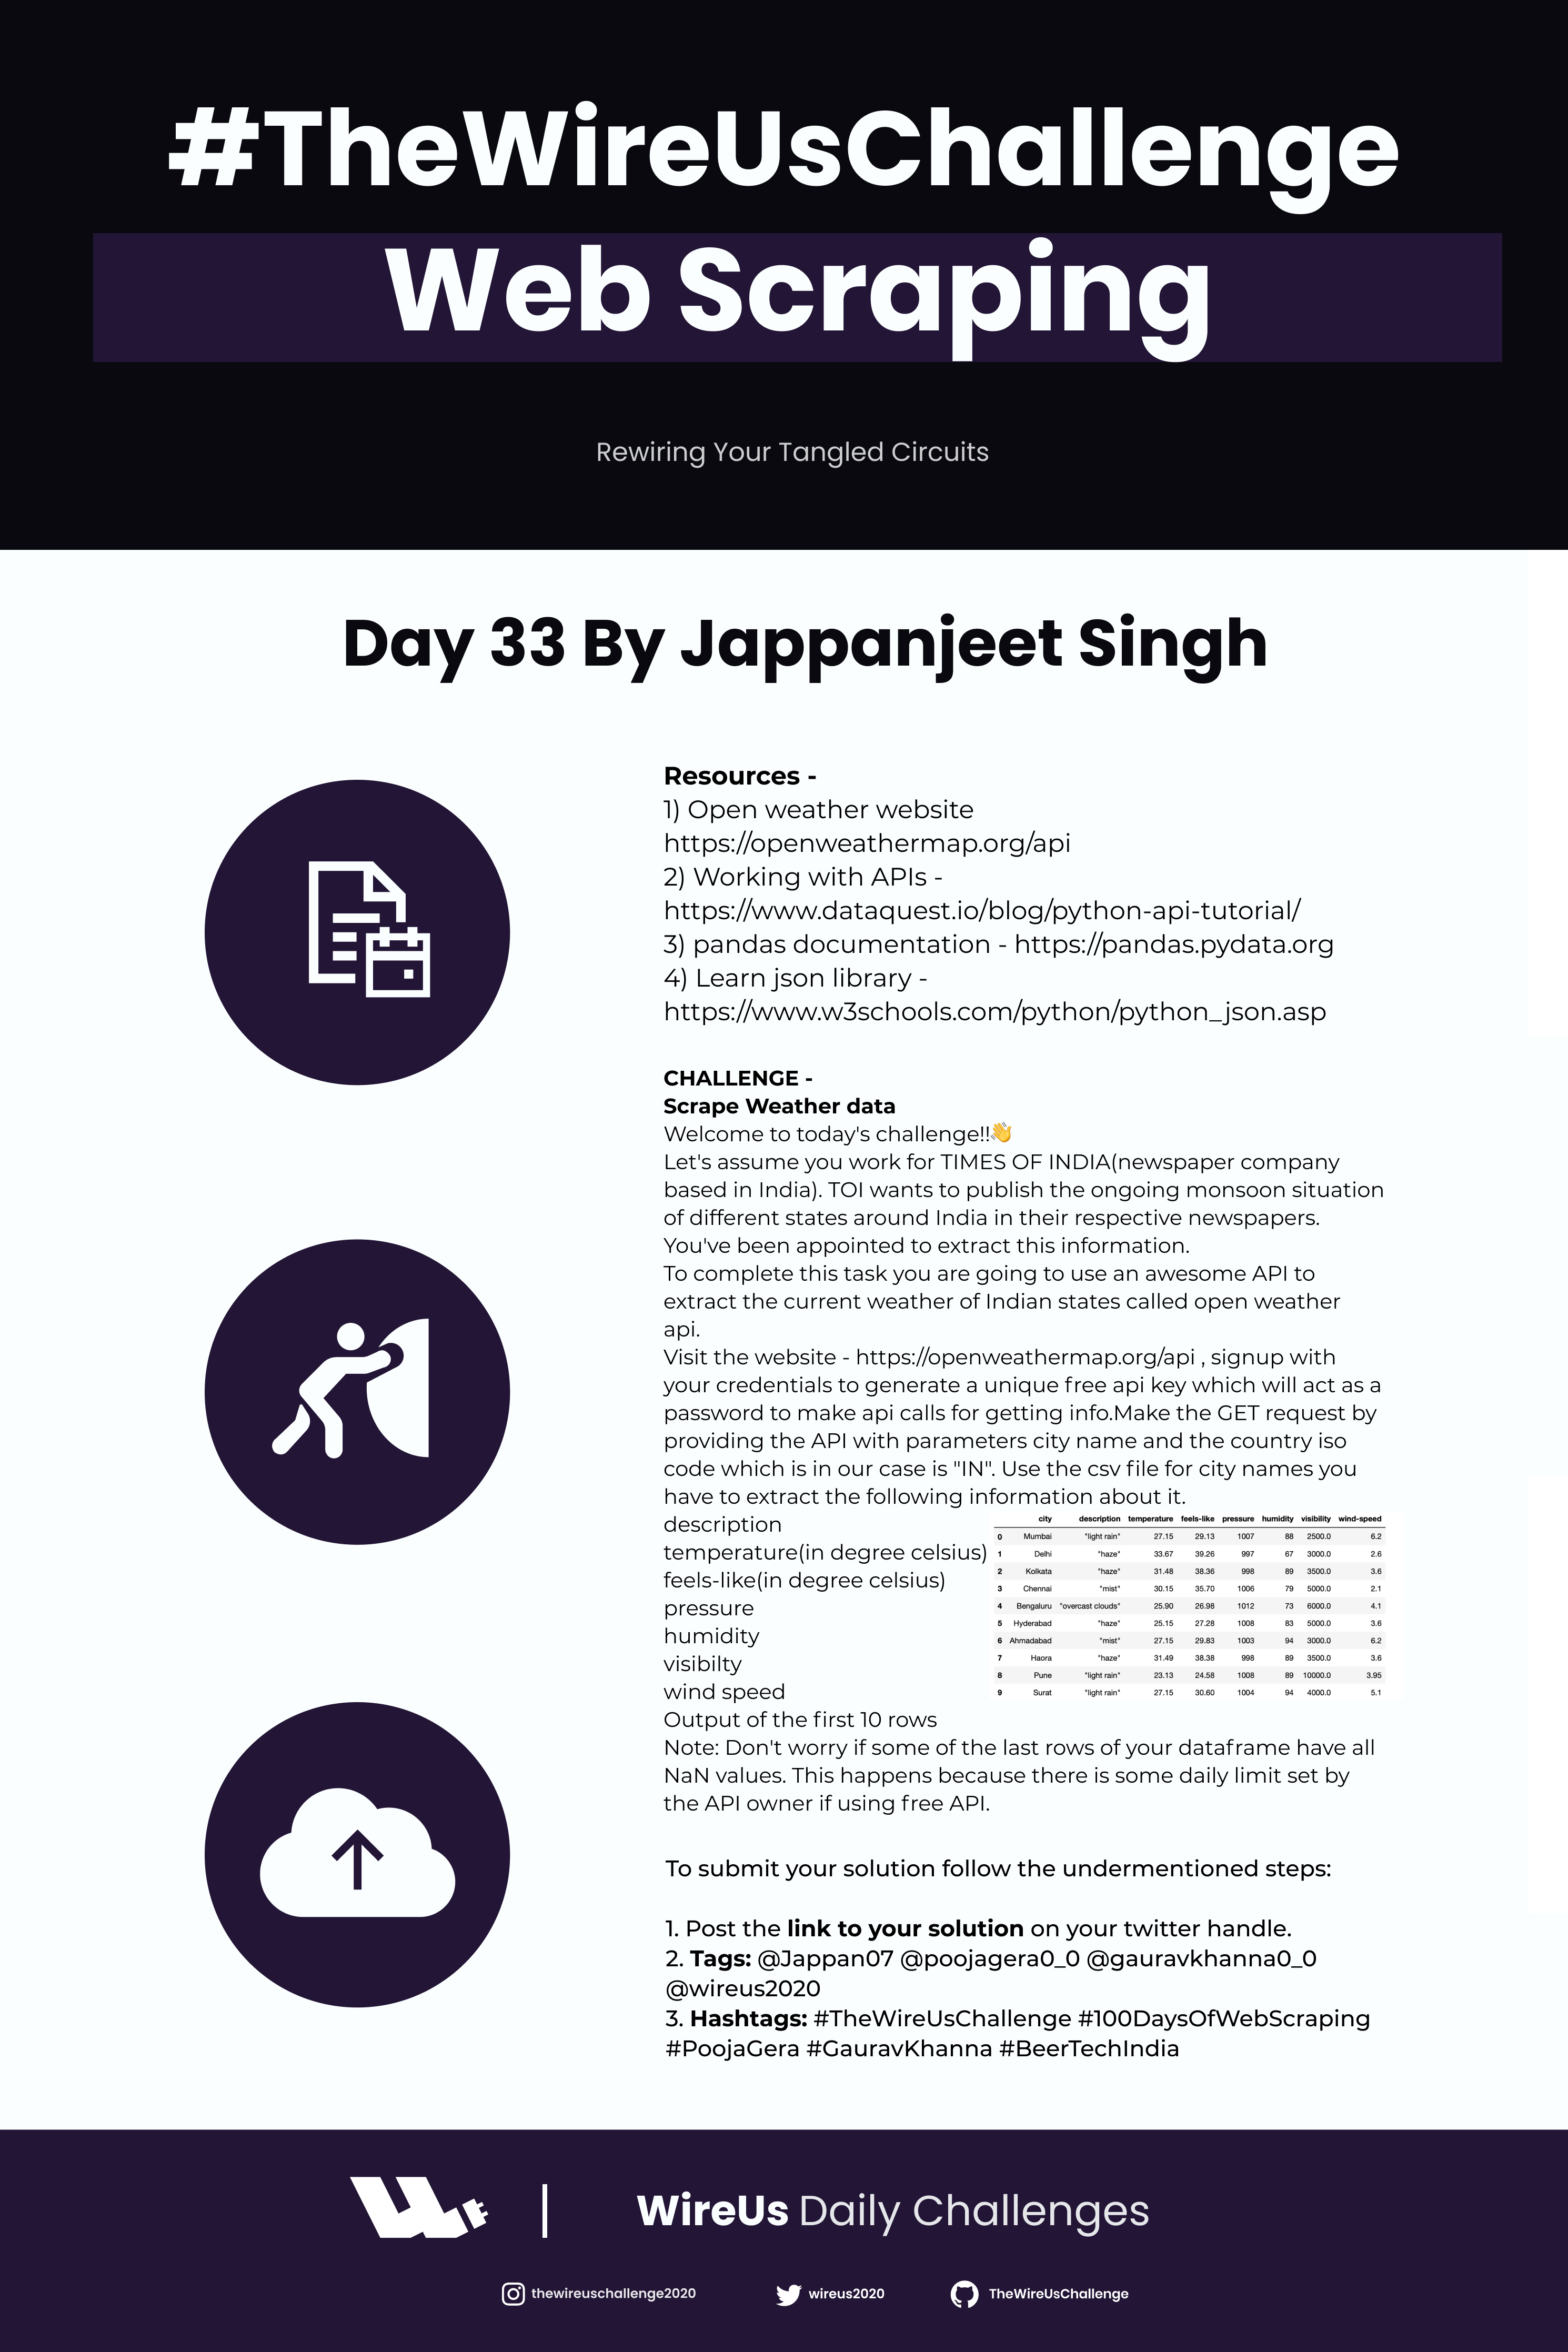 #TheWireUsChallenge
Web Scraping
Rewiring Your Tangled Circuits
Day 33 By Jappanjeet Singh
Resources -
1) Open weather website
https://openweathermap.org/api
2) Working with APIs -
https://www.dataquest.io/blog/python-api-tutorial/
3) pandas documentation - https://pandas.pydata.org
4) Learn json library -
https://www.w3schools.com/python/python_json.asp
CHALLENGE -
Scrape Weather data
Welcome to today's challenge!!👋
Let's assume you work for TIMES OF INDIA(newspaper company
based in India). TOI wants to publish the ongoing monsoon situation
of different states around India in their respective newspapers.
You've been appointed to extract this information.
To complete this task you are going to use an awesome API to
extract the current weather of Indian states called open weather
api.
Visit the website - https://openweathermap.org/api , signup with
your credentials to generate a unique free api key which will act as a
password to make api calls for getting info.Make the GET request by
providing the API with parameters city name and the country iso
code which is in our case is "IN". Use the csv file for city names you
have to extract the following information about it.
description
temperature(in degree celsius)
feels-like(in degree celsius)
pressure
humidity
visibilty
wind speed
city description temperature feels-like pressure humidity visibility wind-speed
0 Mumbai "light rain" 27.15 29.13 1007 88 2500.0 6.2
1 Delhi "haze" 33.67 39.26 997 67 3000.0 2.6
2 Kolkata "haze" 31.48 38.36 998 89 3500.0 3.6
3 Chennai "mist" 30.15 35.70 1006 79 5000.0 2.1
4 Bengaluru "overcast clouds" 25.90 26.98 1012 73 6000.0 4.1
5 Hyderabad "haze" 25.15 27.28 1008 83 5000.0 3.6
6 Ahmadabad "mist" 27.15 29.83 1003 94 3000.0 6.2
7 Haora "haze" 31.49 38.38 998 89 3500.0 3.6
8 Pune "light rain" 23.13 24.58 1008 89 10000.0 3.95
9 Surat "light rain" 27.15 30.60 1004 94 4000.0 5.1
Output of the first 10 rows
Note: Don't worry if some of the last rows of your dataframe have all
NaN values. This happens because there is some daily limit set by
the API owner if using free API.
To submit your solution follow the undermentioned steps:
1. Post the link to your solution on your twitter handle.
2. Tags: @Jappan07 @poojagera0_0 @gauravkhanna0_0
@wireus2020
3. Hashtags: #TheWireUsChallenge #100DaysOfWebScraping
#PoojaGera #GauravKhanna #BeerTechIndia
WireUs Daily Challenges
thewireuschallenge2020 wireus2020 TheWireUsChallenge